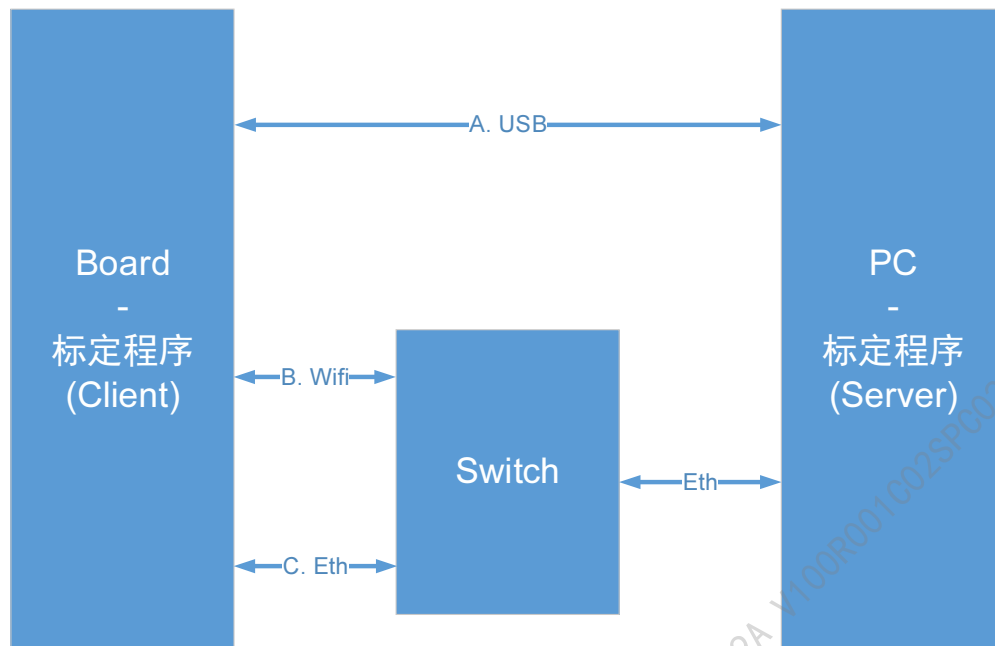 A. USB
Board
-
标定程序
(Client)
PC
-
标定程序
(Server)
B. Wifi
Switch
Eth
C. Eth